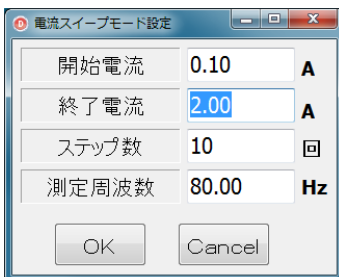 電流スイープモード設定
開始電流 0.10 A
終了電流 2.00 A
ステップ数 10 回
測定周波数 80.00 Hz
OK Cancel